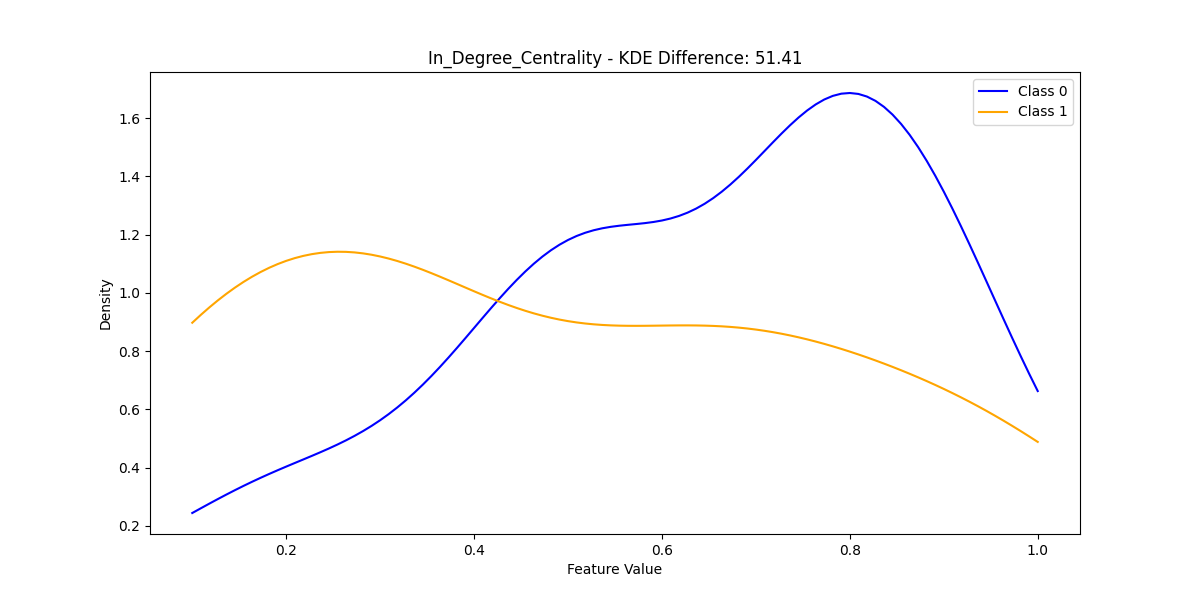 In_Degree_Centrality - KDE Difference: 51.41
Class 0
Class 1
Density
1.6
1.4
1.2
1.0
0.8
0.6
0.4
0.2
0.2 0.4 0.6 0.8 1.0
Feature Value